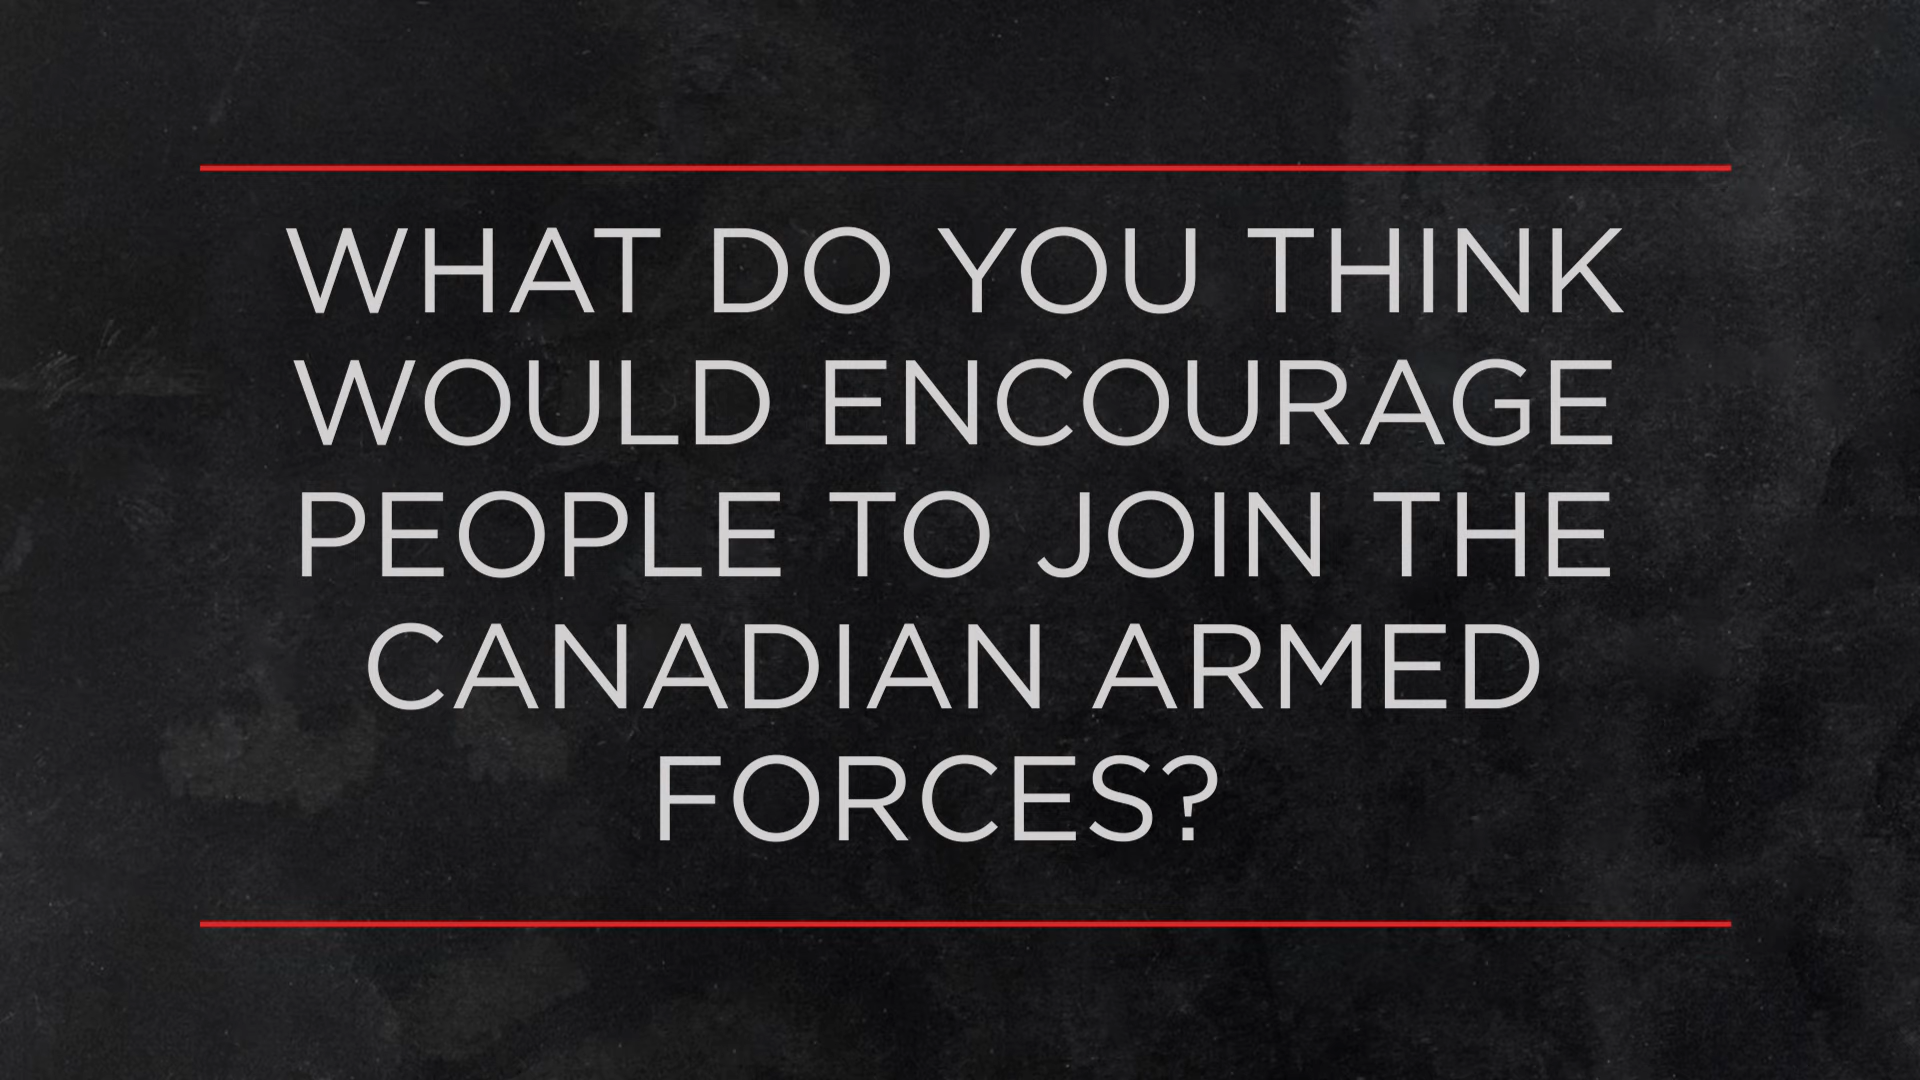 WHAT DO YOU THINK
WOULD ENCOURAGE
PEOPLE TO JOIN THE
CANADIAN ARMED
FORCES?